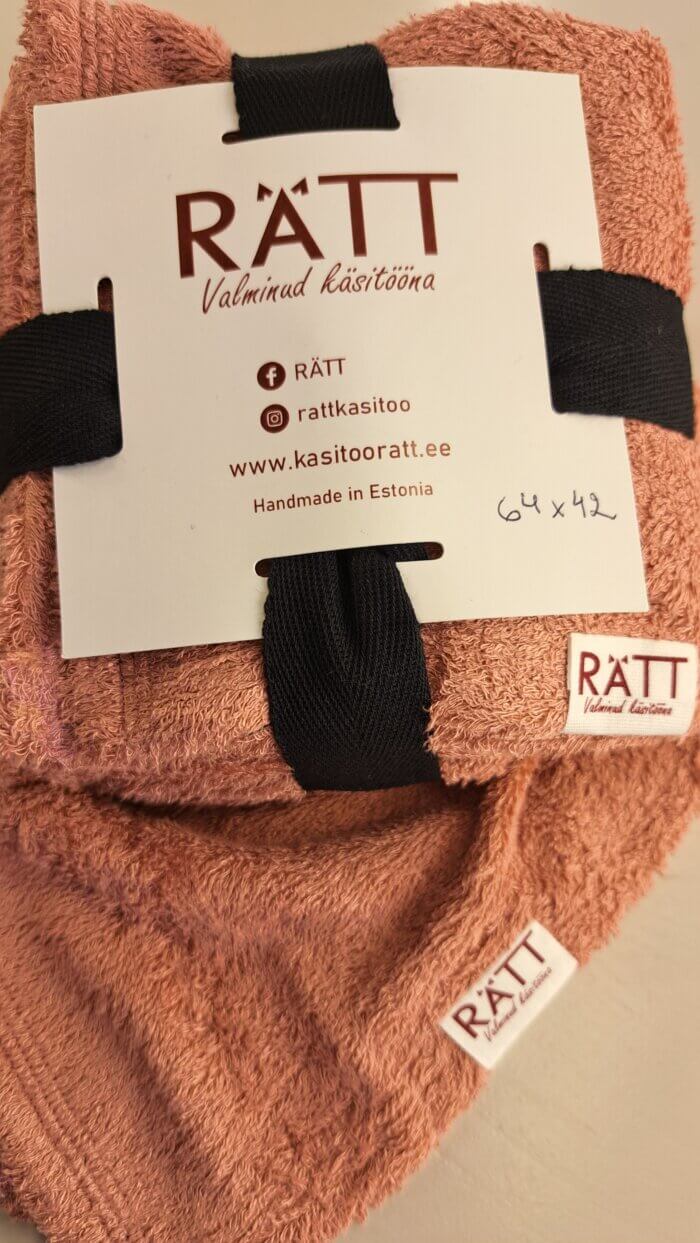 RÄTT
Valminud käsitööna
RÄTT
rattkasitoo
www.kasitooratt.ee
Handmade in Estonia
64 x 42
RÄTT
Valminud käsitööna
RÄTT
Valminud käsitööna